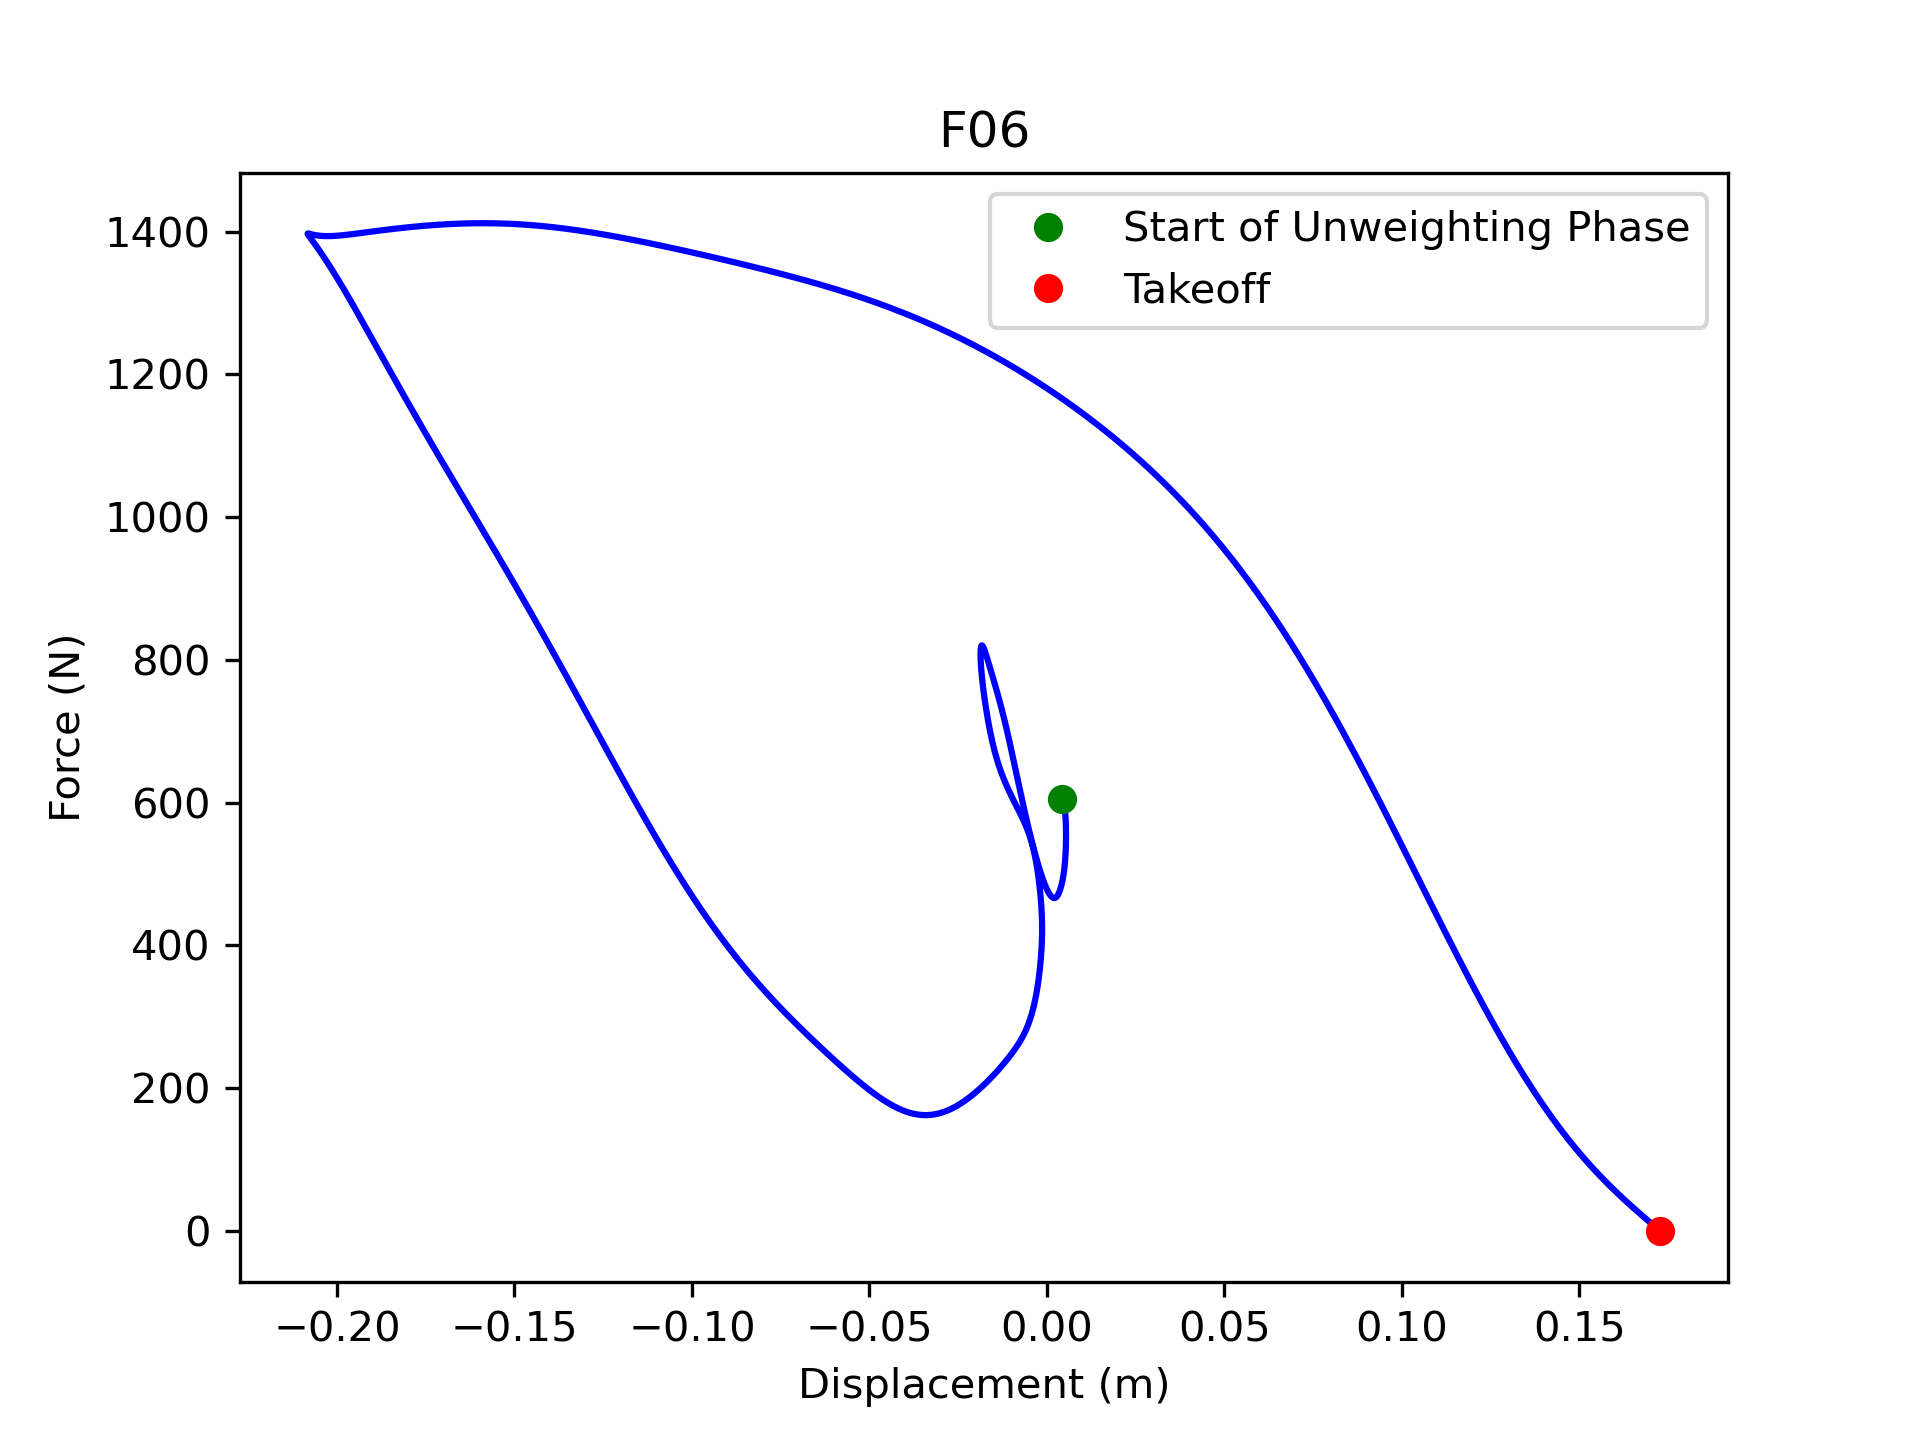 F06
Start of Unweighting Phase
Takeoff
1400
1200
1000
800
600
400
200
0
Force (N)
−0.20 −0.15 −0.10 −0.05 0.00 0.05 0.10 0.15
Displacement (m)